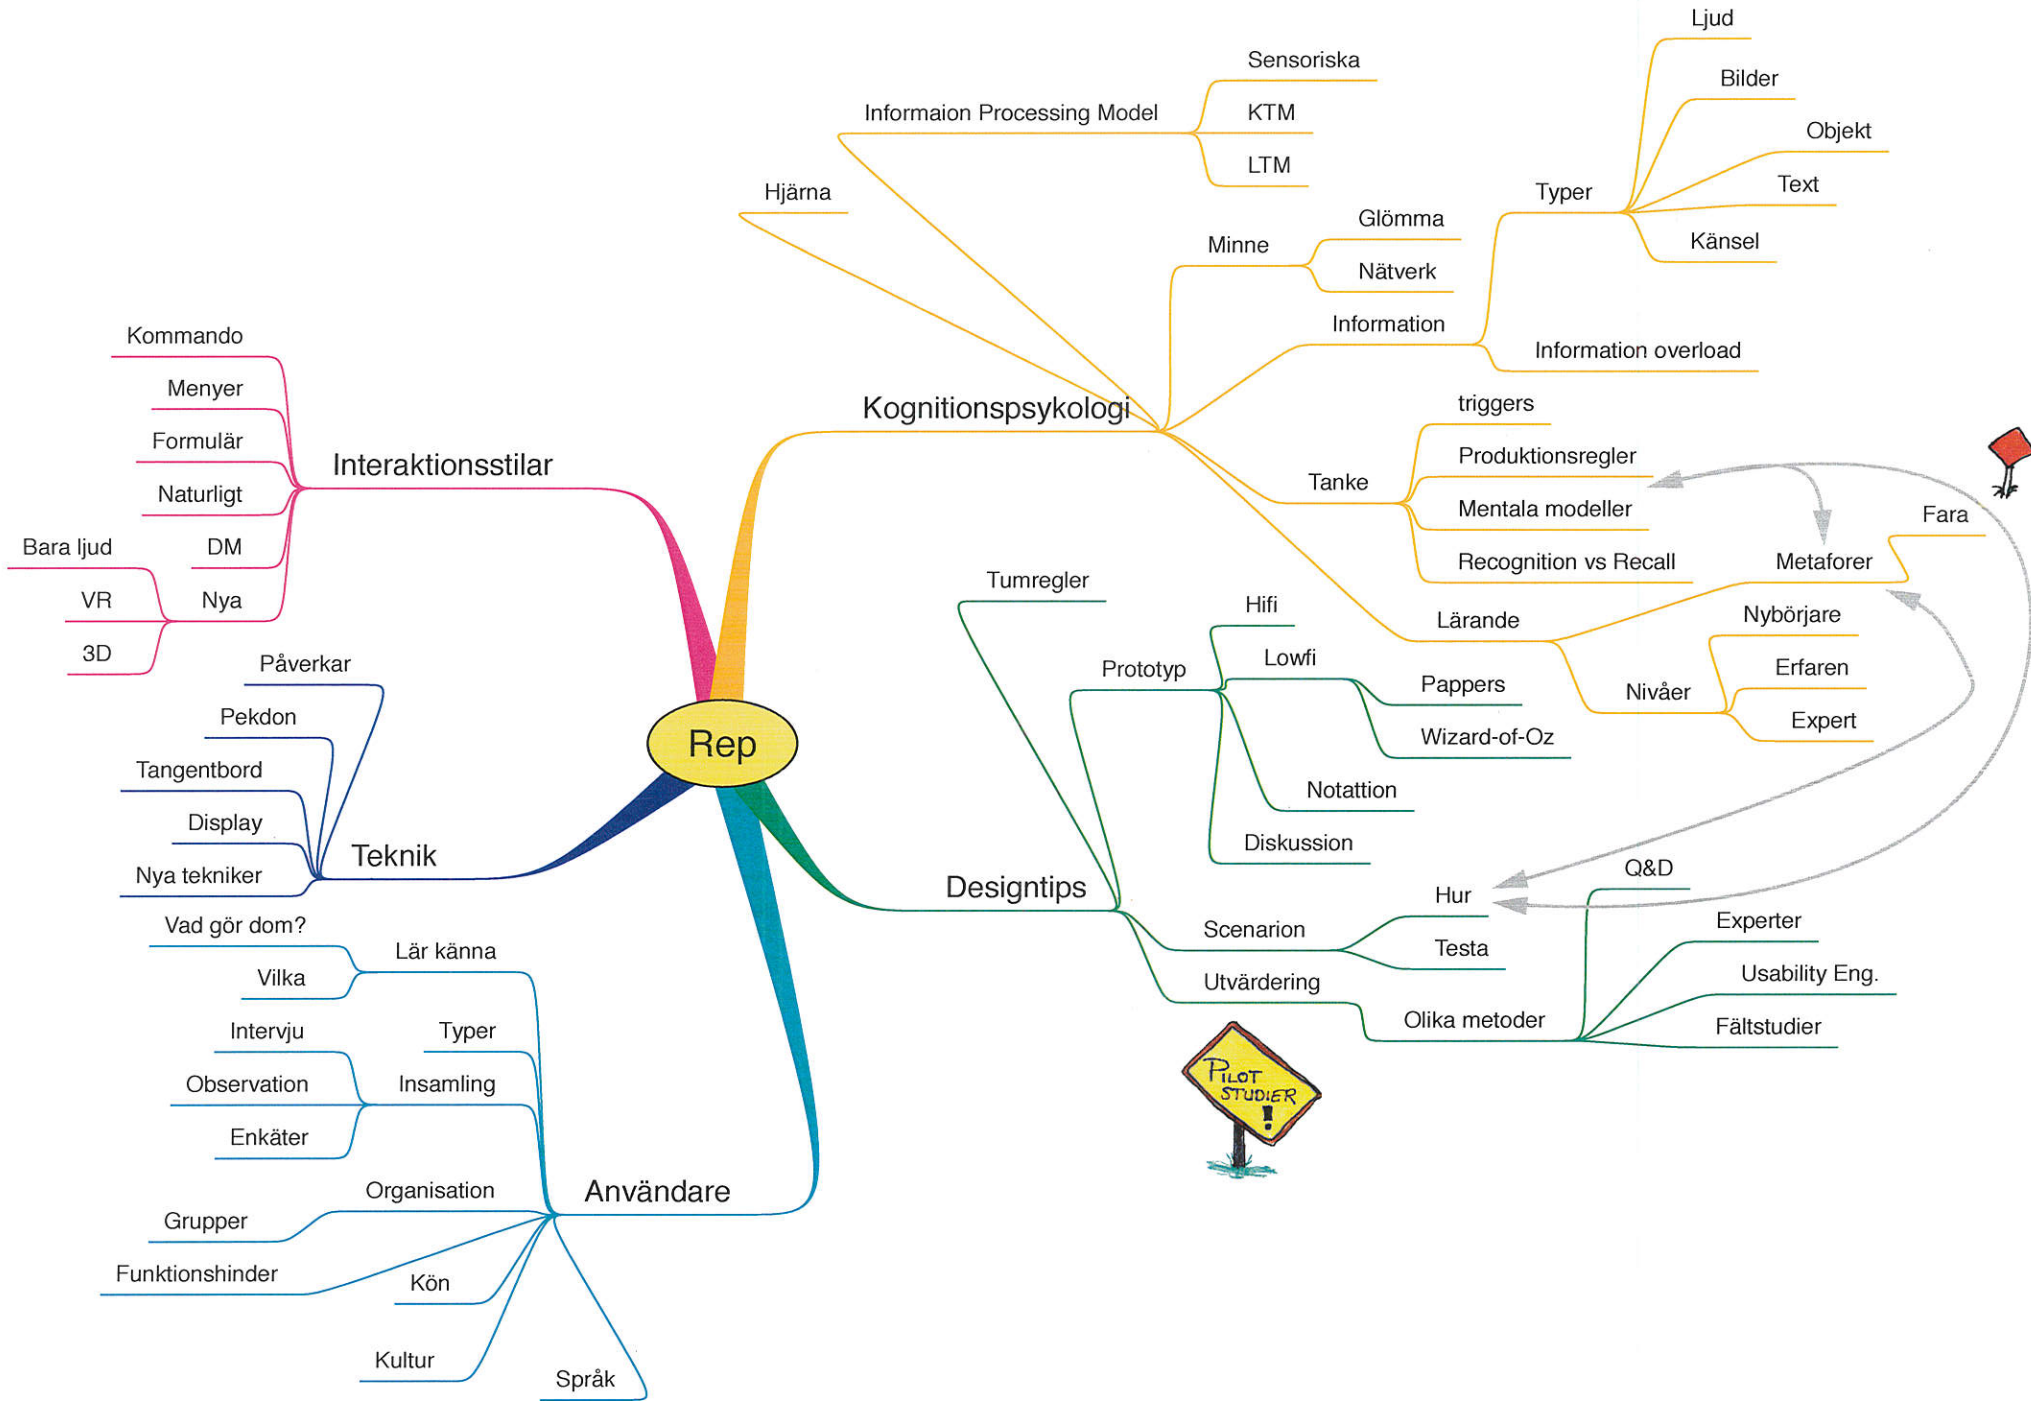 Rep
Interaktionsstilar
Kommando
Menyer
Formulär
Naturligt
DM
Nya
Bara ljud
VR
3D
Teknik
Påverkar
Pekdon
Tangentbord
Display
Nya tekniker
Användare
Lär känna
Vad gör dom?
Vilka
Typer
Insamling
Intervju
Observation
Enkäter
Organisation
Grupper
Funktionshinder
Kön
Kultur
Språk
Kognitionspsykologi
Hjärna
Informaion Processing Model
Sensoriska
KTM
LTM
Minne
Glömma
Nätverk
Information
Typer
Ljud
Bilder
Objekt
Text
Känsel
Information overload
Tanke
triggers
Produktionsregler
Mentala modeller
Recognition vs Recall
Lärande
Metaforer
Fara
Nivåer
Nybörjare
Erfaren
Expert
Designtips
Tumregler
Prototyp
Hifi
Lowfi
Pappers
Wizard-of-Oz
Notattion
Diskussion
Scenarion
Hur
Testa
Utvärdering
Olika metoder
Q&D
Experter
Usability Eng.
Fältstudier
PILOT
STUDIER
!